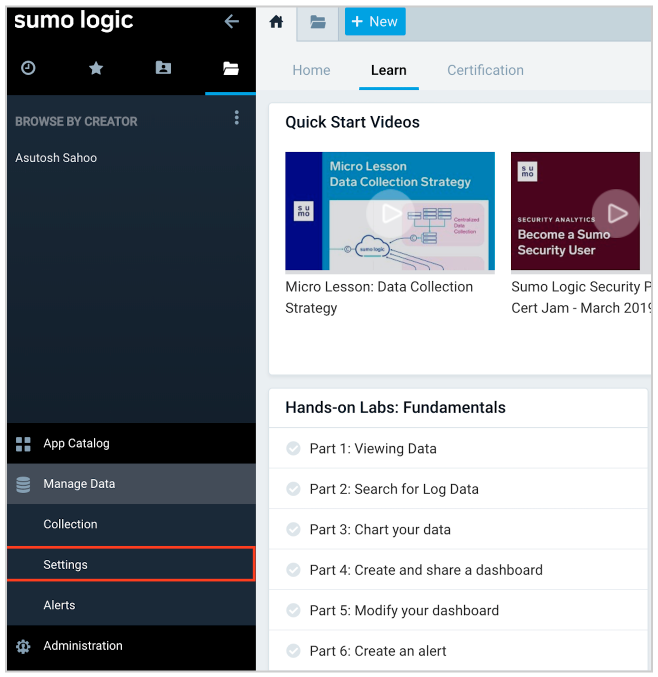 sumo logic
+ New
Home
Learn
Certification
BROWSE BY CREATOR
Asutosh Sahoo
App Catalog
Manage Data
Collection
Settings
Alerts
Administration
Quick Start Videos
Micro Lesson
Data Collection Strategy
su
mo
sumo logic
Centralized
Data
Collection
Micro Lesson: Data Collection
Strategy
su
mo
SECURITY ANALYTICS
Become a Sumo
Security User
Sumo Logic Security P
Cert Jam - March 2019
Hands-on Labs: Fundamentals
Part 1: Viewing Data
Part 2: Search for Log Data
Part 3: Chart your data
Part 4: Create and share a dashboard
Part 5: Modify your dashboard
Part 6: Create an alert